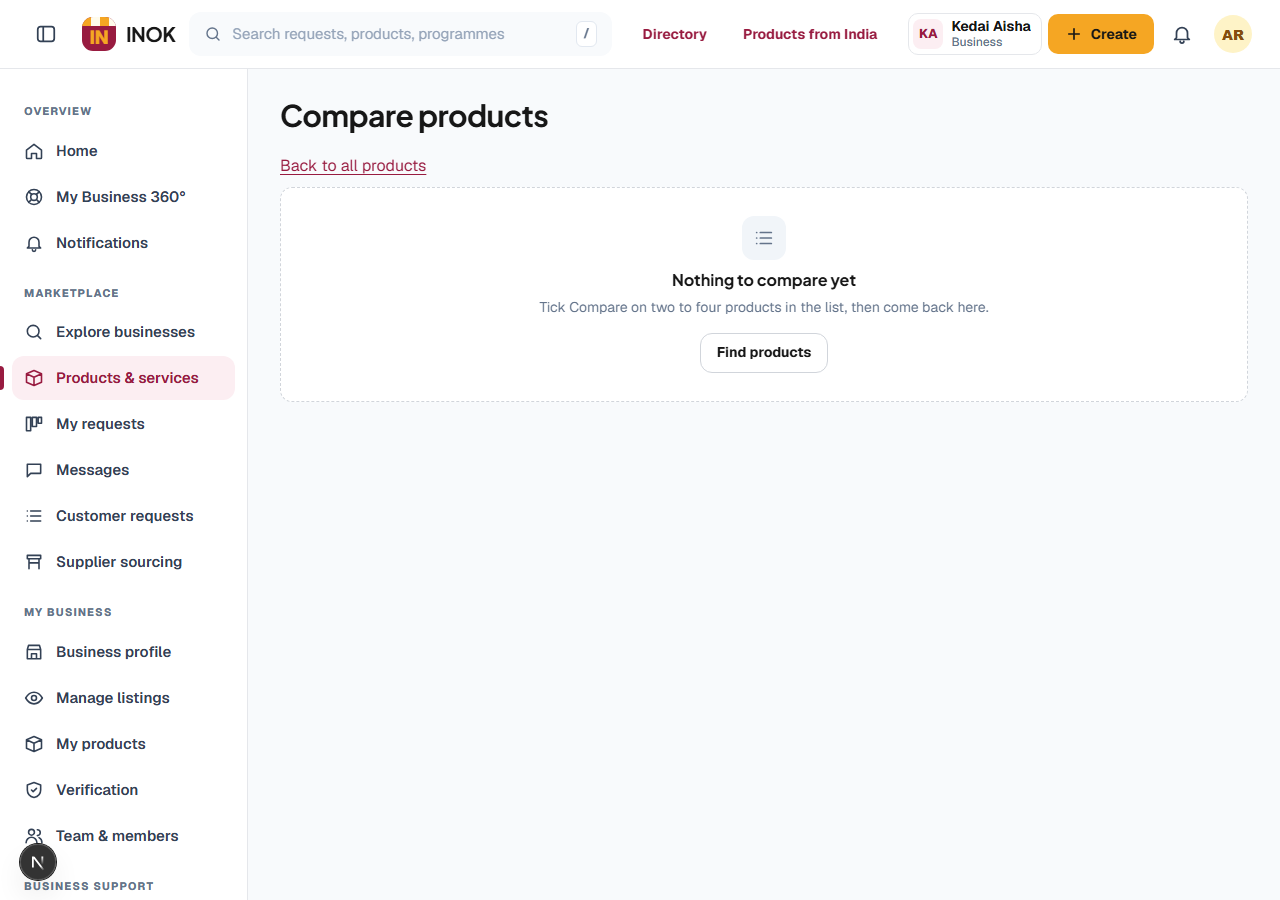 IN INOK
Search requests, products, programmes /
Directory
Products from India
KA Kedai Aisha
Business
+ Create
AR
OVERVIEW
Home
My Business 360°
Notifications
MARKETPLACE
Explore businesses
Products & services
My requests
Messages
Customer requests
Supplier sourcing
MY BUSINESS
Business profile
Manage listings
My products
Verification
Team & members
N
BUSINESS SUPPORT
Compare products
Back to all products
Nothing to compare yet
Tick Compare on two to four products in the list, then come back here.
Find products